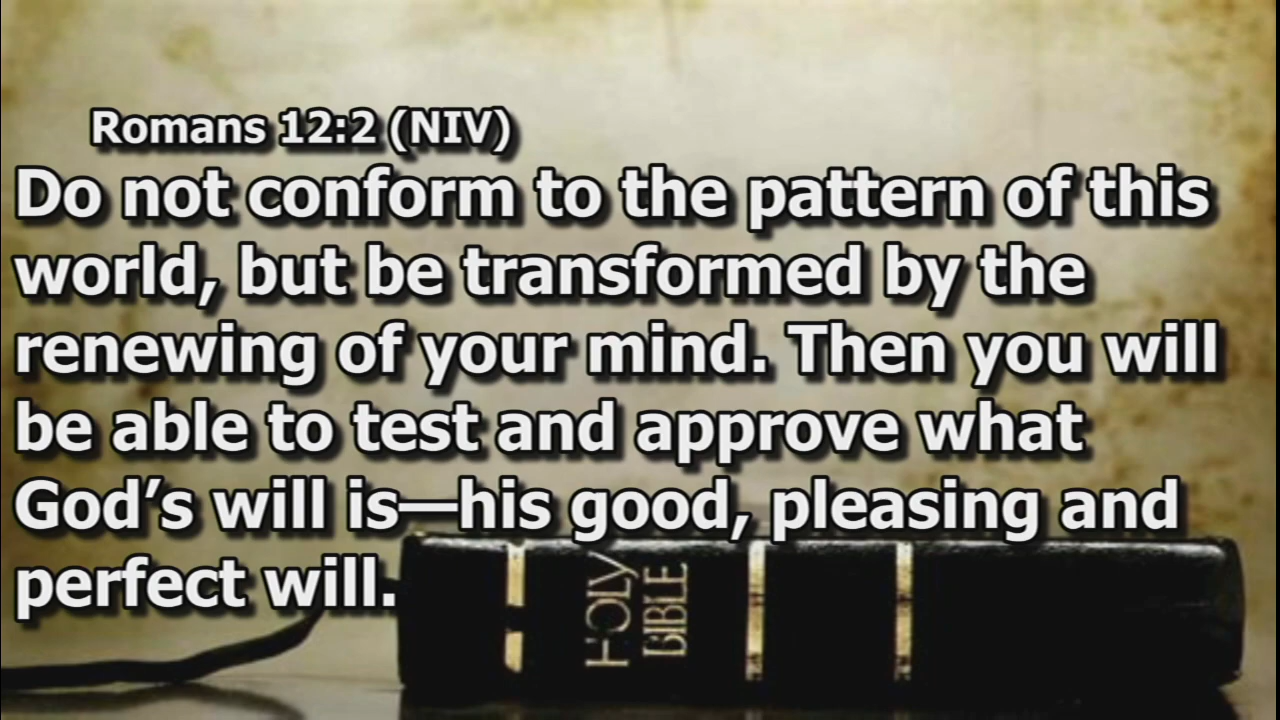 Romans 12:2 (NIV)
Do not conform to the pattern of this
world, but be transformed by the
renewing of your mind. Then you will
be able to test and approve what
God’s will is—his good, pleasing and
perfect will.
HOLY
BIBLE